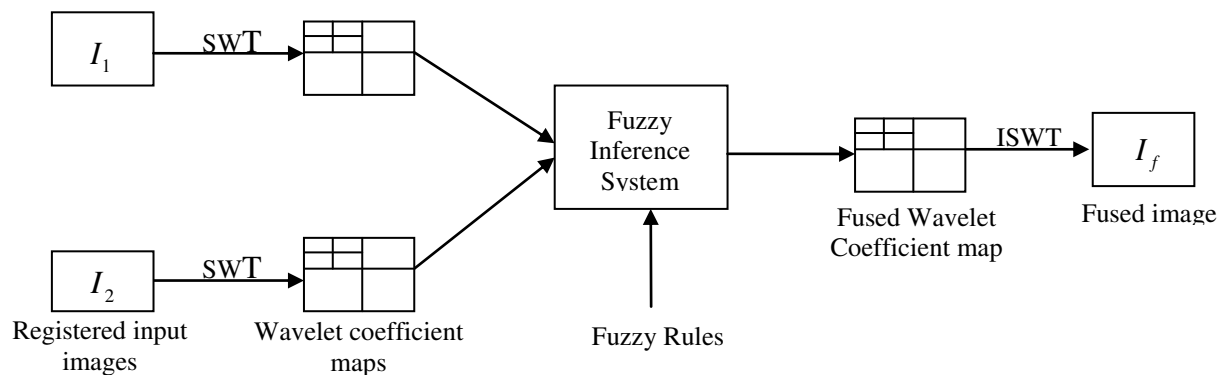 I₁
SWT
Fuzzy
Inference
System
ISWT
I_f
Fused Wavelet
Coefficient map
Fused image
I₂
SWT
Registered input
images
Wavelet coefficient
maps
Fuzzy Rules